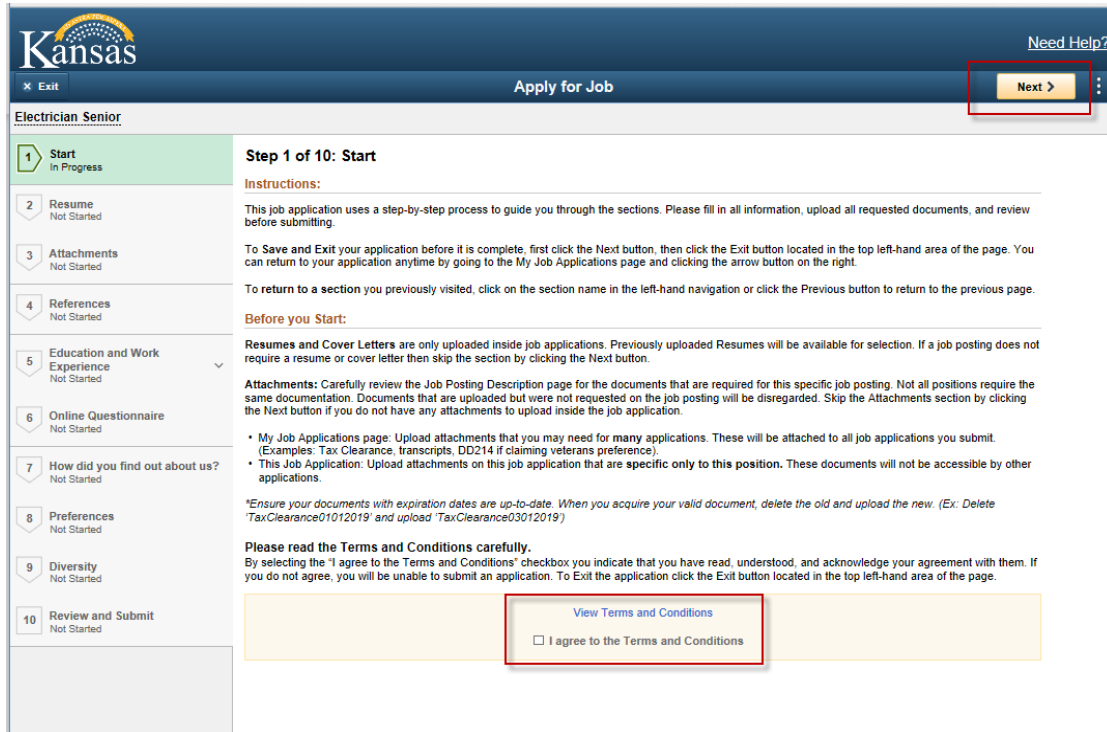 Kansas
Need Help?
× Exit
Apply for Job
Next >
Electrician Senior
1 Start
In Progress
2 Resume
Not Started
3 Attachments
Not Started
4 References
Not Started
5 Education and Work
Experience
Not Started
6 Online Questionnaire
Not Started
7 How did you find out about us?
Not Started
8 Preferences
Not Started
9 Diversity
Not Started
10 Review and Submit
Not Started
Step 1 of 10: Start
Instructions:
This job application uses a step-by-step process to guide you through the sections. Please fill in all information, upload all requested documents, and review
before submitting.
To Save and Exit your application before it is complete, first click the Next button, then click the Exit button located in the top left-hand area of the page. You
can return to your application anytime by going to the My Job Applications page and clicking the arrow button on the right.
To return to a section you previously visited, click on the section name in the left-hand navigation or click the Previous button to return to the previous page.
Before you Start:
Resumes and Cover Letters are only uploaded inside job applications. Previously uploaded Resumes will be available for selection. If a job posting does not
require a resume or cover letter then skip the section by clicking the Next button.
Attachments: Carefully review the Job Posting Description page for the documents that are required for this specific job posting. Not all positions require the
same documentation. Documents that are uploaded but were not requested on the job posting will be disregarded. Skip the Attachments section by clicking
the Next button if you do not have any attachments to upload inside the job application.
• My Job Applications page: Upload attachments that you may need for many applications. These will be attached to all job applications you submit.
(Examples: Tax Clearance, transcripts, DD214 if claiming veterans preference).
• This Job Application: Upload attachments on this job application that are specific only to this position. These documents will not be accessible by other
applications.
*Ensure your documents with expiration dates are up-to-date. When you acquire your valid document, delete the old and upload the new. (Ex: Delete
'TaxClearance01012019' and upload 'TaxClearance03012019')
Please read the Terms and Conditions carefully.
By selecting the "I agree to the Terms and Conditions" checkbox you indicate that you have read, understood, and acknowledge your agreement with them. If
you do not agree, you will be unable to submit an application. To Exit the application click the Exit button located in the top left-hand area of the page.
View Terms and Conditions
I agree to the Terms and Conditions